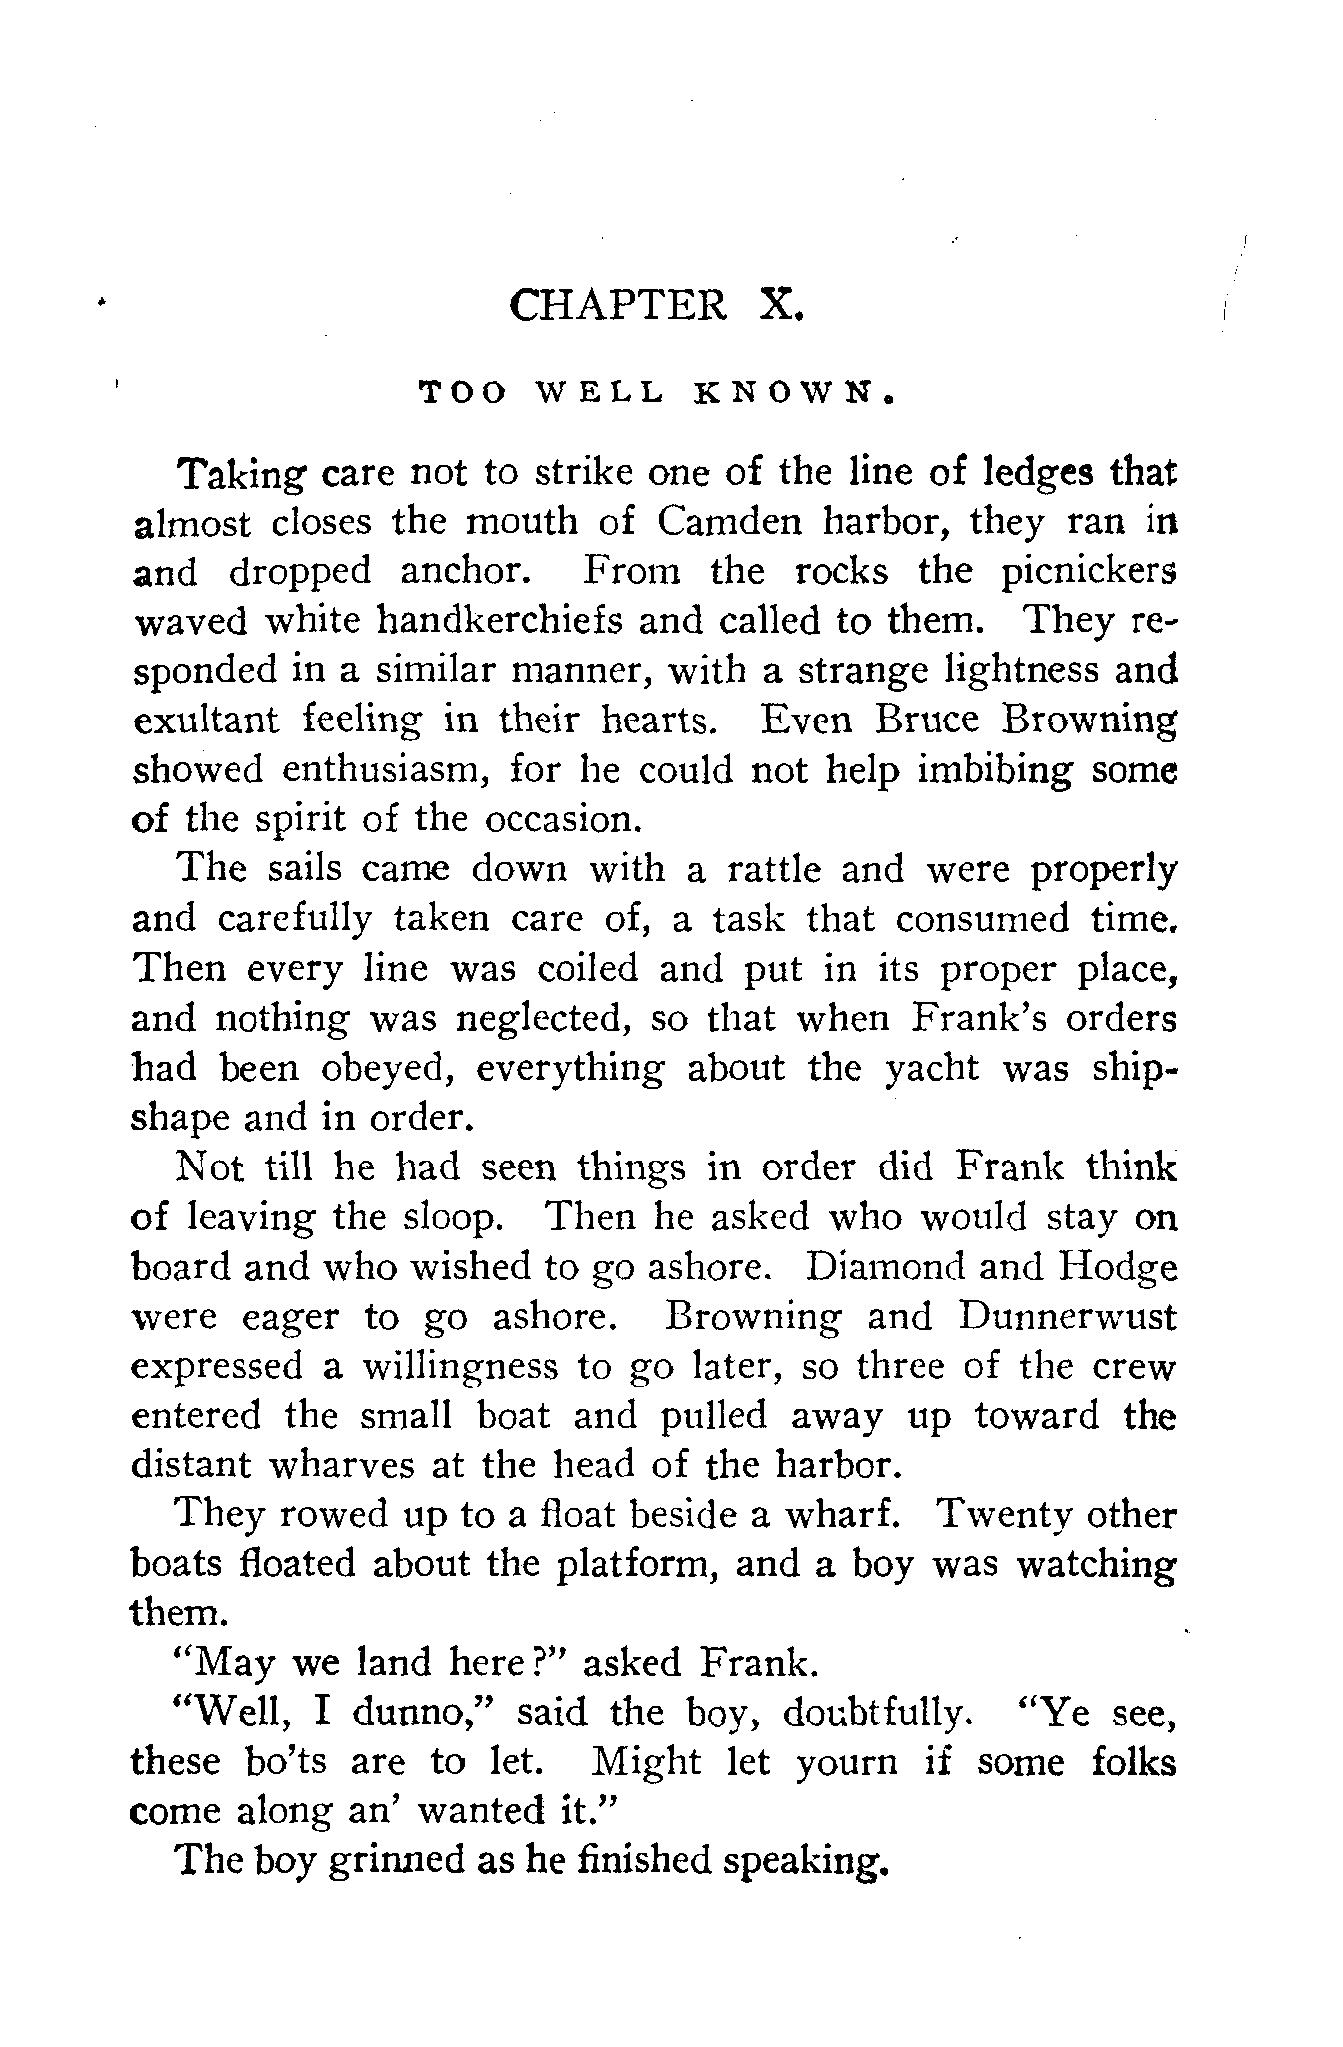 CHAPTER X.
TOO WELL KNOWN.
Taking care not to strike one of the line of ledges that
almost closes the mouth of Camden harbor, they ran in
and dropped anchor. From the rocks the picnickers
waved white handkerchiefs and called to them. They re-
sponded in a similar manner, with a strange lightness and
exultant feeling in their hearts. Even Bruce Browning
showed enthusiasm, for he could not help imbibing some
of the spirit of the occasion.
The sails came down with a rattle and were properly
and carefully taken care of, a task that consumed time.
Then every line was coiled and put in its proper place,
and nothing was neglected, so that when Frank's orders
had been obeyed, everything about the yacht was ship-
shape and in order.
Not till he had seen things in order did Frank think
of leaving the sloop. Then he asked who would stay on
board and who wished to go ashore. Diamond and Hodge
were eager to go ashore. Browning and Dunnerwust
expressed a willingness to go later, so three of the crew
entered the small boat and pulled away up toward the
distant wharves at the head of the harbor.
They rowed up to a float beside a wharf. Twenty other
boats floated about the platform, and a boy was watching
them.
"May we land here?" asked Frank.
"Well, I dunno," said the boy, doubtfully. "Ye see,
these bo'ts are to let. Might let yourn if some folks
come along an' wanted it."
The boy grinned as he finished speaking.